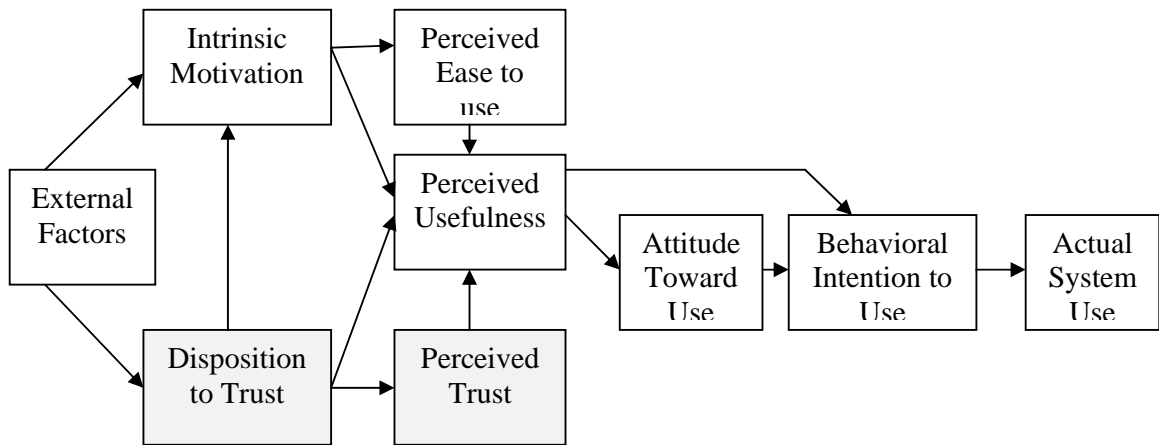 Intrinsic
Motivation
Perceived
Ease to
use
External
Factors
Perceived
Usefulness
Attitude
Toward
Use
Behavioral
Intention to
Use
Actual
System
Use
Disposition
to Trust
Perceived
Trust